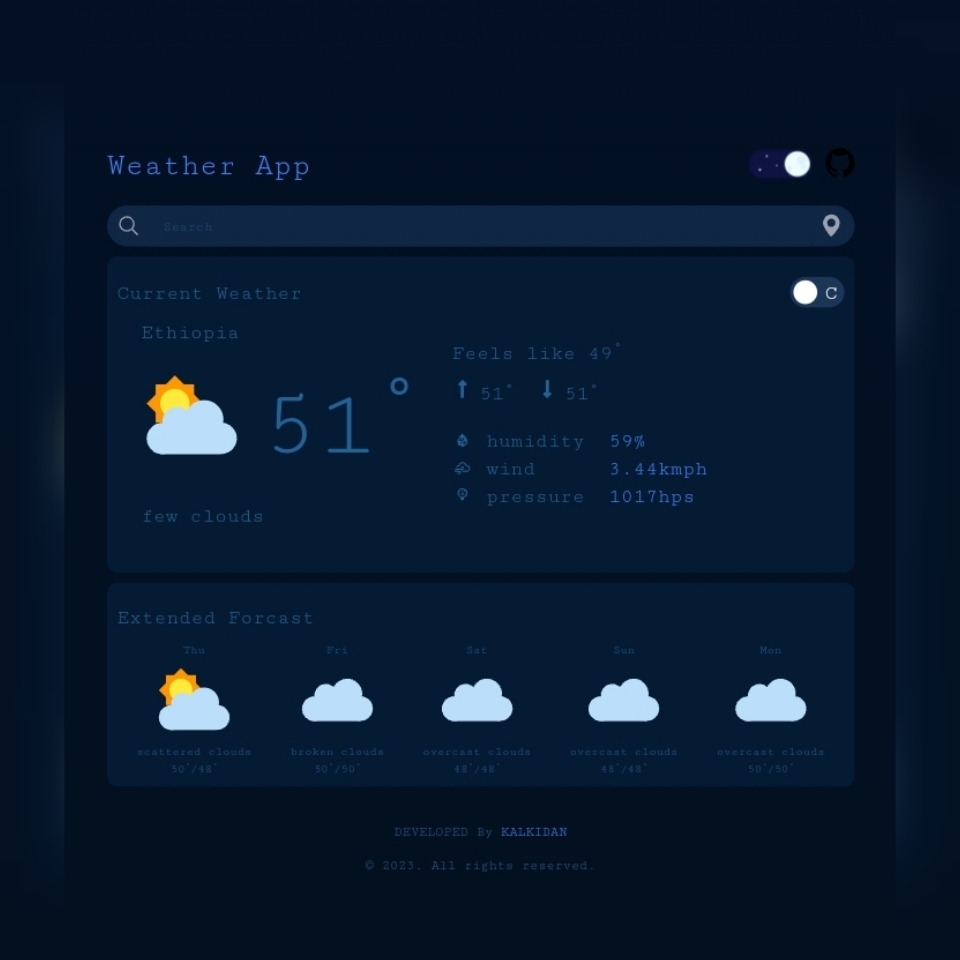 Weather App
Search
Current Weather
C
Ethiopia
51°
few clouds
Feels like 49°
51° 51°
humidity 59%
wind 3.44kmph
pressure 1017hps
Extended Forcast
Thu Fri Sat Sun Mon
scattered clouds broken clouds overcast clouds overcast clouds overcast clouds
50°/48° 50°/50° 48°/48° 48°/48° 50°/50°
DEVELOPED By KALKIDAN
© 2023. All rights reserved.